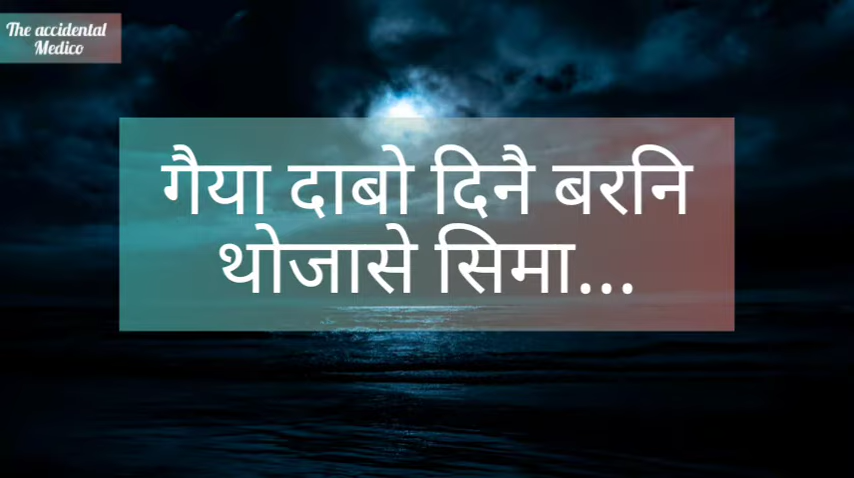 The accidental
Medico
गैया दाबो दिनै बरनि
थोजासे सिमा...